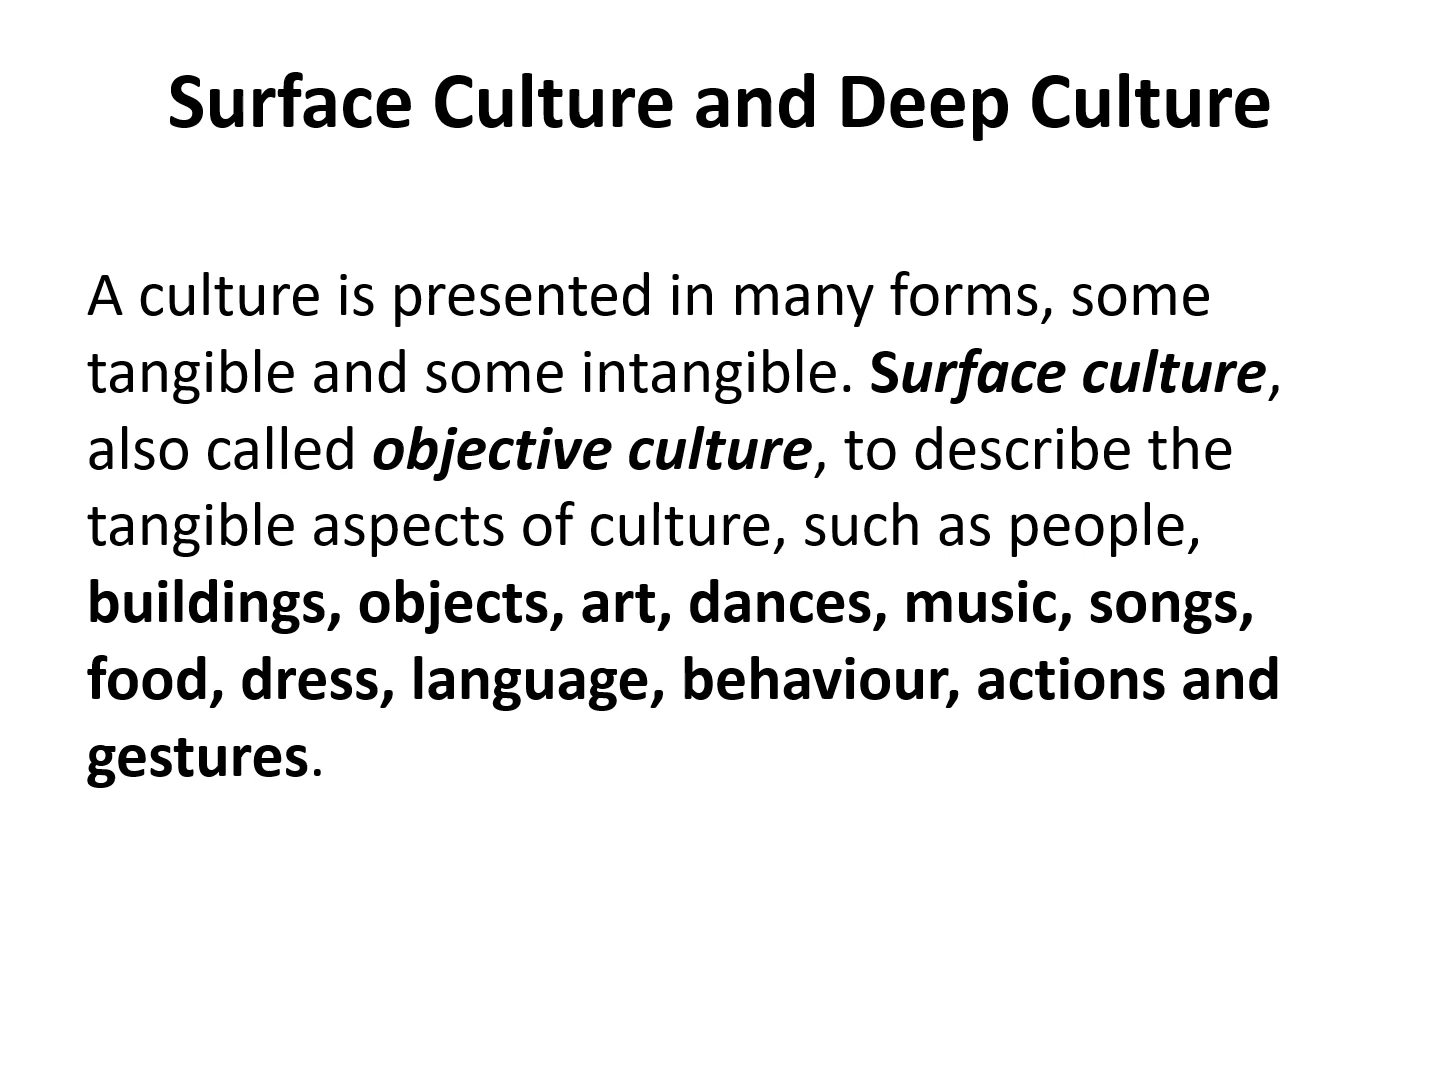 Surface Culture and Deep Culture
A culture is presented in many forms, some
tangible and some intangible. Surface culture,
also called objective culture, to describe the
tangible aspects of culture, such as people,
buildings, objects, art, dances, music, songs,
food, dress, language, behaviour, actions and
gestures.